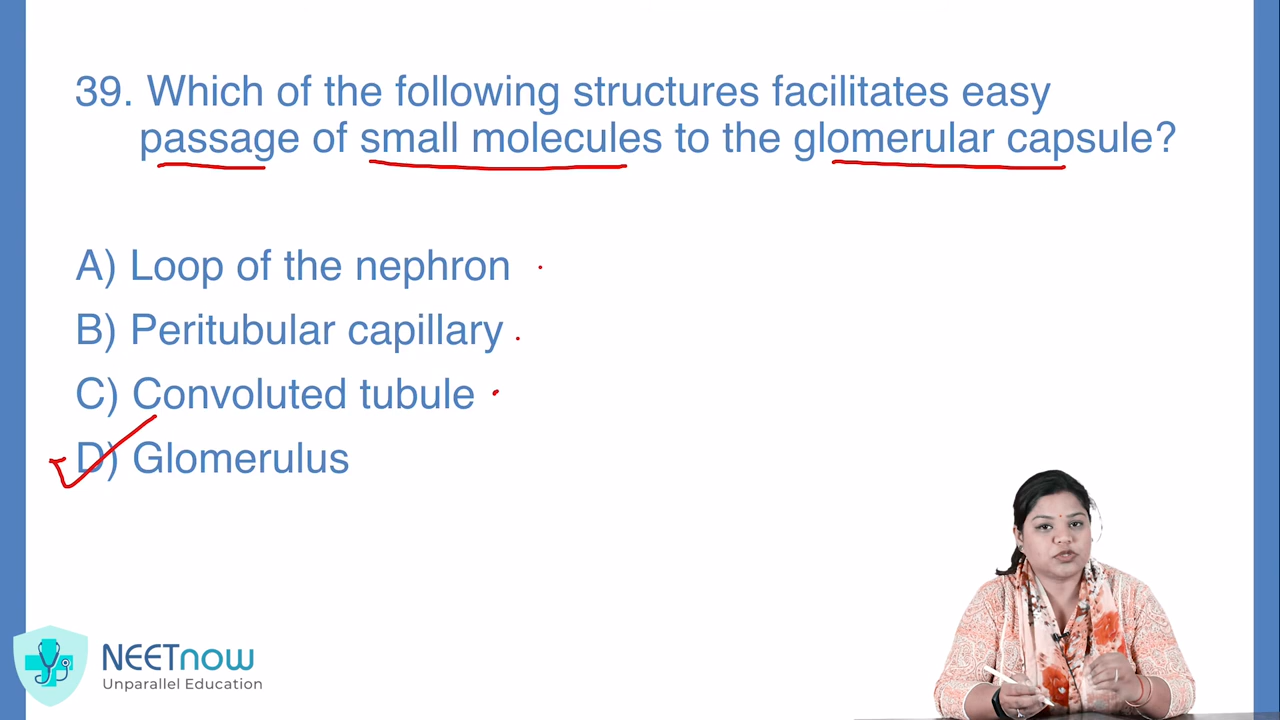 39. Which of the following structures facilitates easy
passage of small molecules to the glomerular capsule?
A) Loop of the nephron
B) Peritubular capillary
C) Convoluted tubule
D) Glomerulus
NEETnow
Unparallel Education